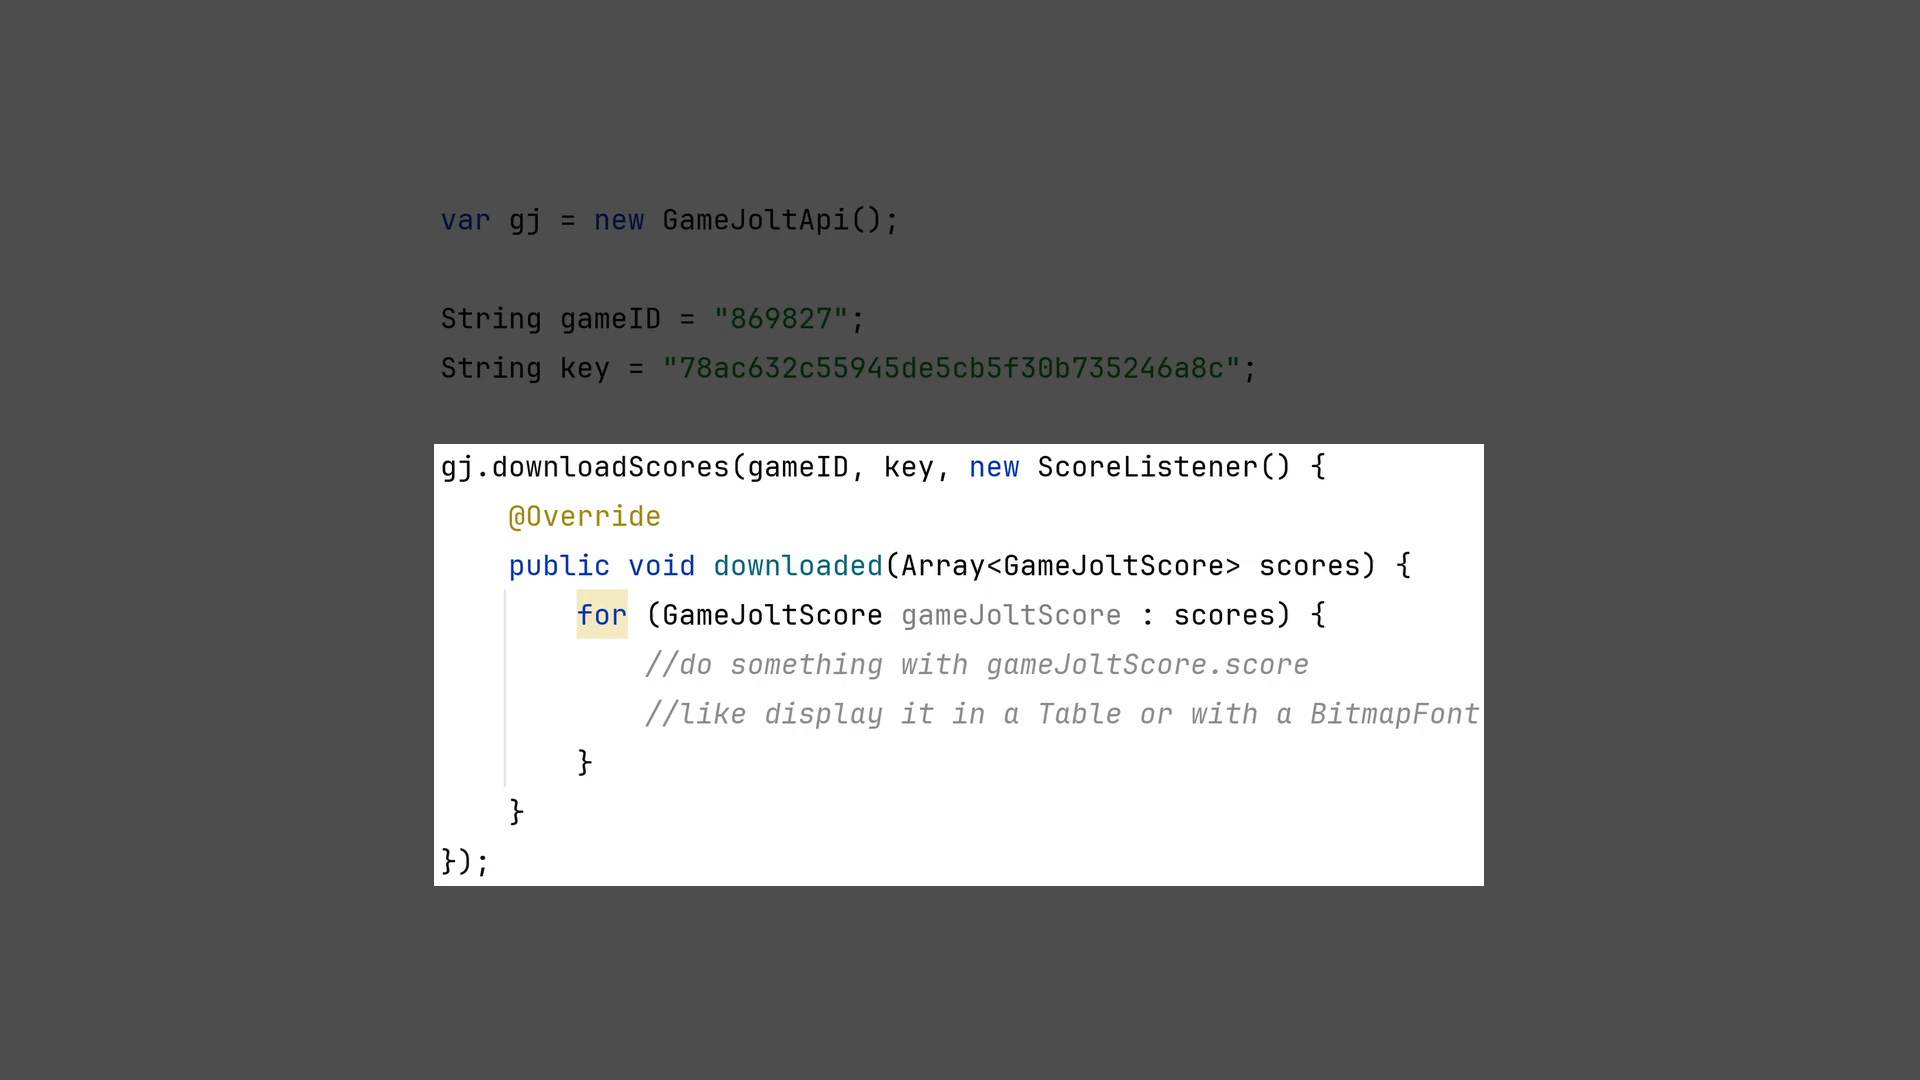 var gj = new GameJoltApi();
String gameID = "869827";
String key = "78ac632c55945de5cb5f30b735246a8c";
gj.downloadScores(gameID, key, new ScoreListener() {
@Override
public void downloaded(Array<GameJoltScore> scores) {
for (GameJoltScore gameJoltScore : scores) {
//do something with gameJoltScore.score
//like display it in a Table or with a BitmapFont
}
}
});